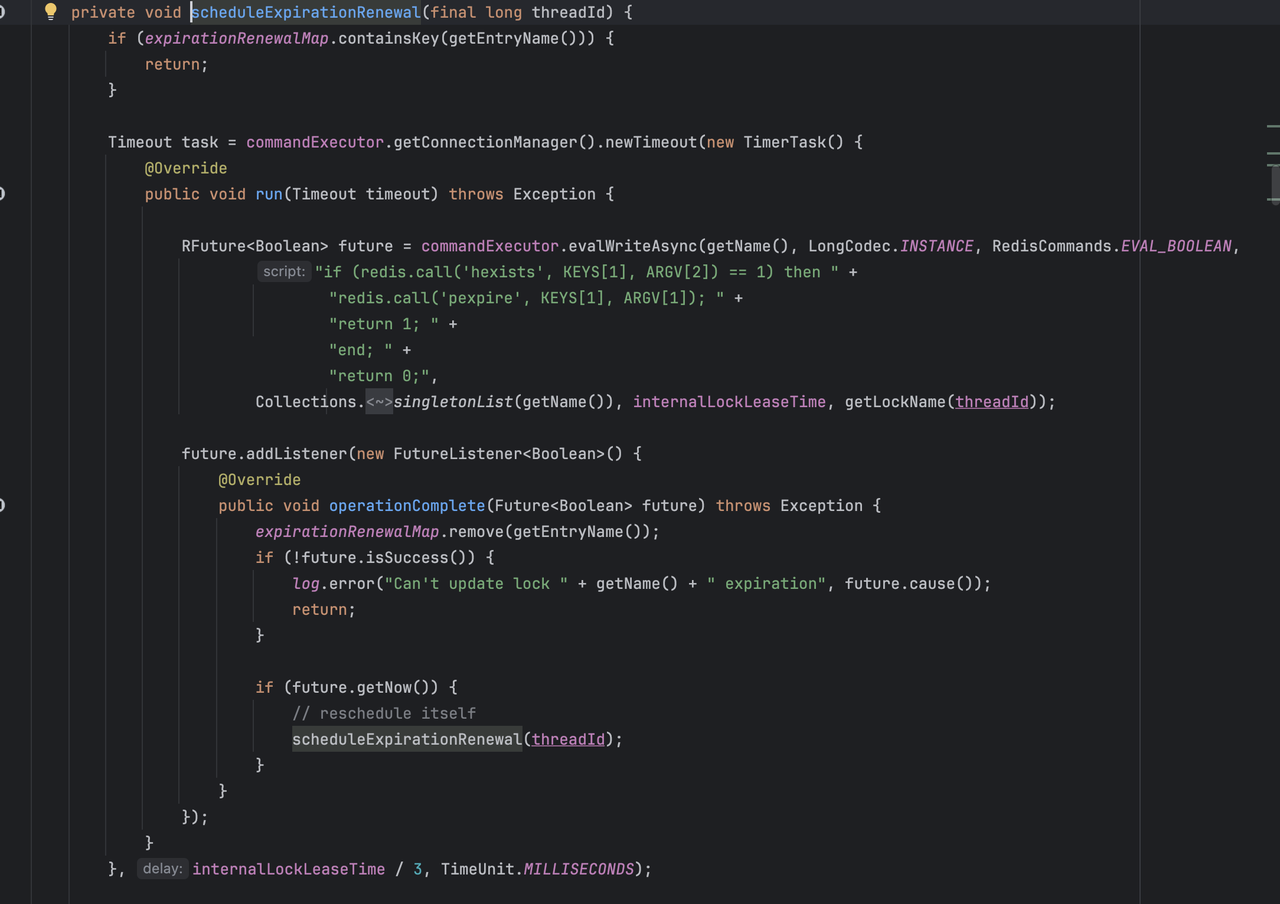 private void scheduleExpirationRenewal(final long threadId) {
if (expirationRenewalMap.containsKey(getEntryName())) {
return;
}
Timeout task = commandExecutor.getConnectionManager().newTimeout(new TimerTask() {
@Override
public void run(Timeout timeout) throws Exception {
RFuture<Boolean> future = commandExecutor.evalWriteAsync(getName(), LongCodec.INSTANCE, RedisCommands.EVAL_BOOLEAN,
script: "if (redis.call('hexists', KEYS[1], ARGV[2]) == 1) then " +
"redis.call('pexpire', KEYS[1], ARGV[1]); " +
"return 1; " +
"end; " +
"return 0;",
Collections.<~>singletonList(getName()), internalLockLeaseTime, getLockName(threadId));
future.addListener(new FutureListener<Boolean>() {
@Override
public void operationComplete(Future<Boolean> future) throws Exception {
expirationRenewalMap.remove(getEntryName());
if (!future.isSuccess()) {
log.error("Can't update lock " + getName() + " expiration", future.cause());
return;
}
if (future.getNow()) {
// reschedule itself
scheduleExpirationRenewal(threadId);
}
}
});
}
}, delay: internalLockLeaseTime / 3, TimeUnit.MILLISECONDS);